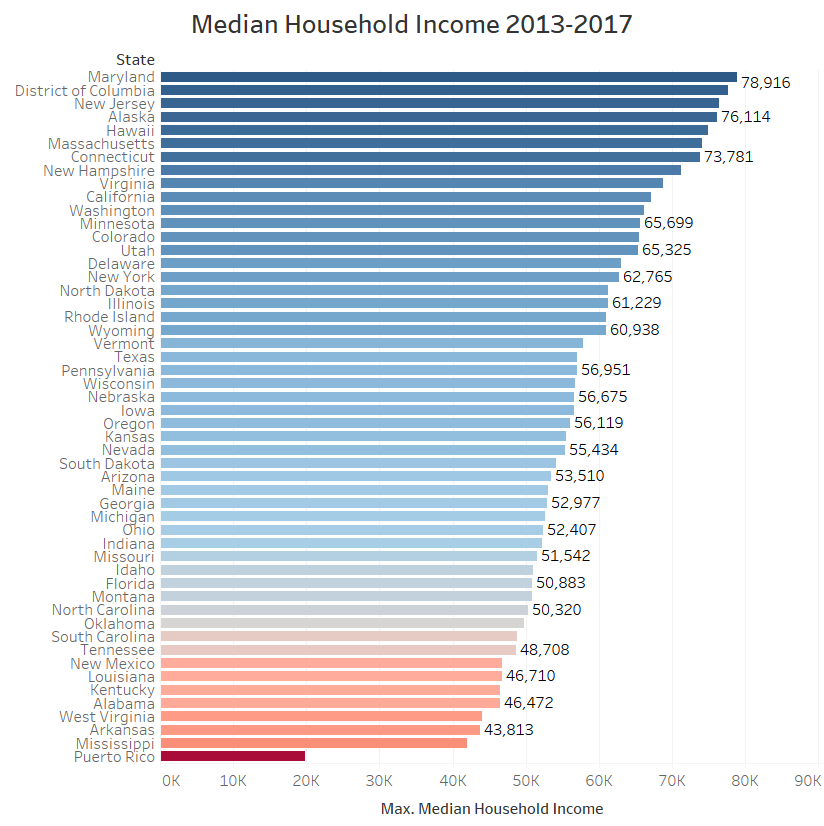 Median Household Income 2013-2017
State
Maryland 78,916
District of Columbia
New Jersey
Alaska 76,114
Hawaii
Massachusetts
Connecticut 73,781
New Hampshire
Virginia
California
Washington
Minnesota 65,699
Colorado
Utah 65,325
Delaware
New York 62,765
North Dakota
Illinois 61,229
Rhode Island
Wyoming 60,938
Vermont
Texas
Pennsylvania 56,951
Wisconsin
Nebraska 56,675
Iowa
Oregon 56,119
Kansas
Nevada 55,434
South Dakota
Arizona 53,510
Maine
Georgia 52,977
Michigan
Ohio 52,407
Indiana
Missouri 51,542
Idaho
Florida 50,883
Montana
North Carolina 50,320
Oklahoma
South Carolina
Tennessee 48,708
New Mexico
Louisiana 46,710
Kentucky
Alabama 46,472
West Virginia
Arkansas 43,813
Mississippi
Puerto Rico
0K 10K 20K 30K 40K 50K 60K 70K 80K 90K
Max. Median Household Income